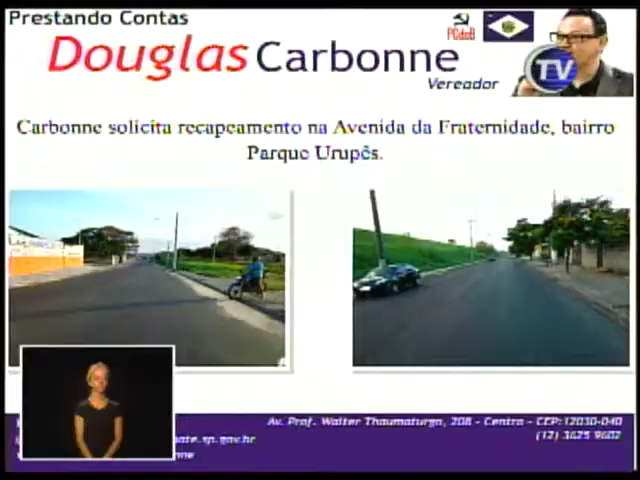 Prestando Contas
PCdoB
Douglas Carbonne
Vereador
TV
Carbonne solicita recapeamento na Avenida da Fraternidade, bairro
Parque Urupês.
Av. Prof. Walter Thaumaturgo, 208 - Centro - CEP:12030-040
(12) 3625 9602